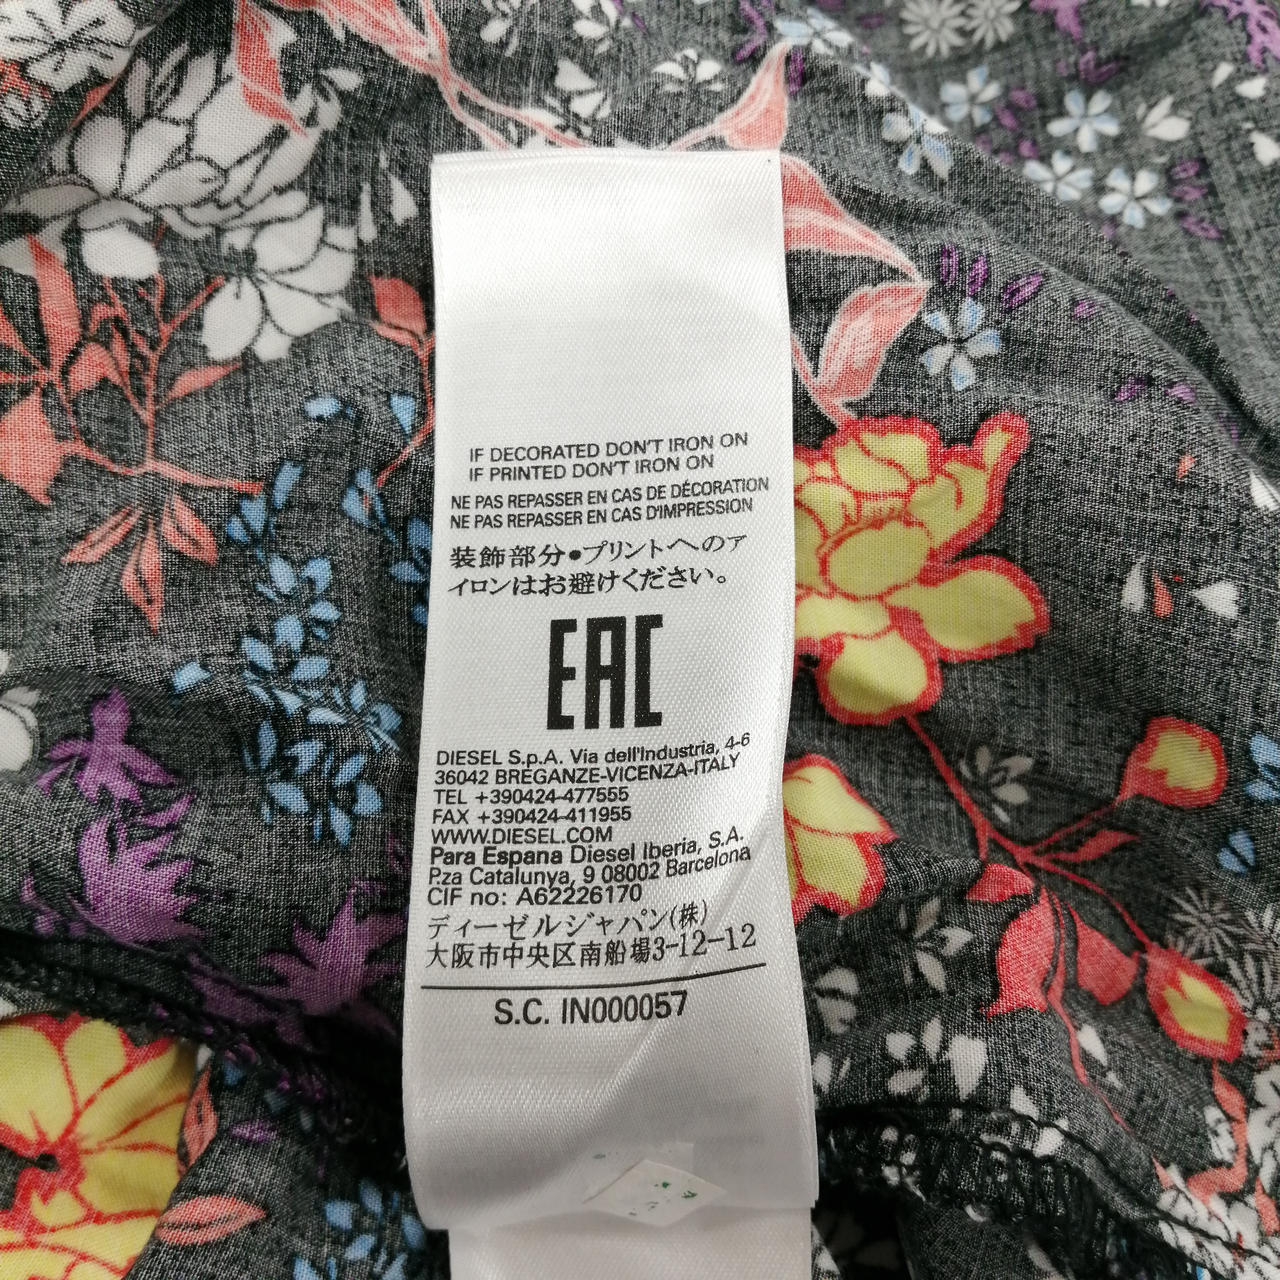 IF DECORATED DON'T IRON ON
IF PRINTED DON'T IRON ON
NE PAS REPASSER EN CAS DE DÉCORATION
NE PAS REPASSER EN CAS D'IMPRESSION
装飾部分●プリントへのア
イロンはお避けください。
EAC
DIESEL S.p.A. Via dell'Industria, 4-6
36042 BREGANZE-VICENZA-ITALY
TEL +390424-477555
FAX +390424-411955
WWW.DIESEL.COM
Para Espana Diesel Iberia, S.A.
P.za Catalunya, 9 08002 Barcelona
CIF no: A62226170
ディーゼルジャパン(株)
大阪市中央区南船場3-12-12
S.C. IN000057